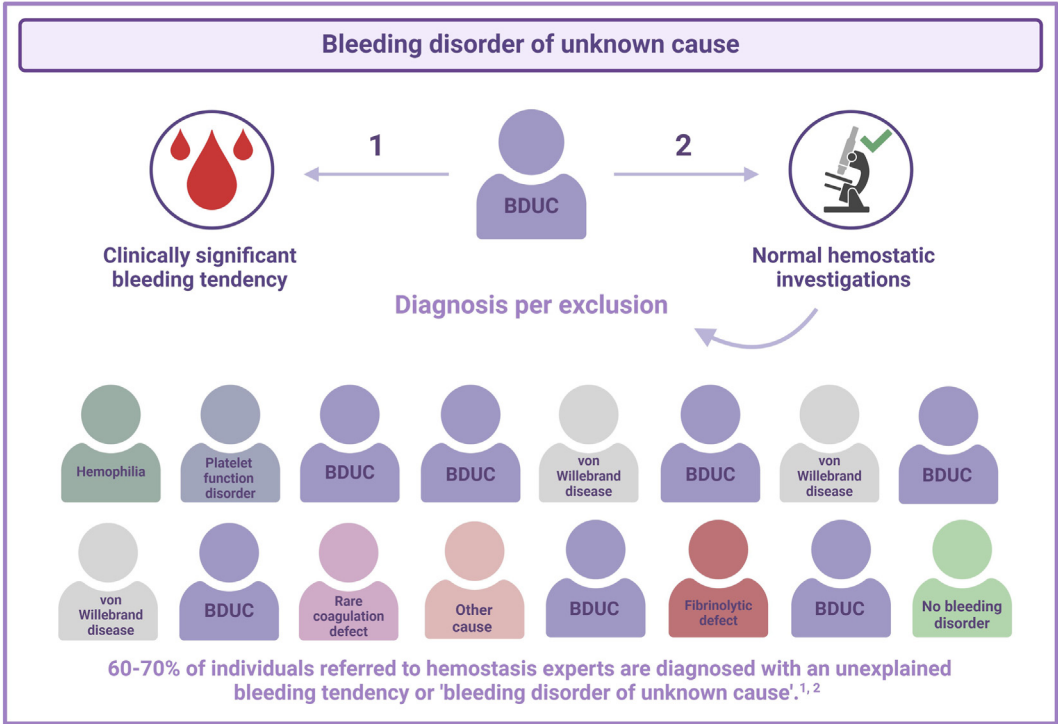 Bleeding disorder of unknown cause
1
BDUC
2
Clinically significant
bleeding tendency
Normal hemostatic
investigations
Diagnosis per exclusion
Hemophilia
Platelet
function
disorder
BDUC
BDUC
von
Willebrand
disease
BDUC
von
Willebrand
disease
BDUC
von
Willebrand
disease
BDUC
Rare
coagulation
defect
Other
cause
BDUC
Fibrinolytic
defect
BDUC
No bleeding
disorder
60-70% of individuals referred to hemostasis experts are diagnosed with an unexplained
bleeding tendency or 'bleeding disorder of unknown cause'.1, 2